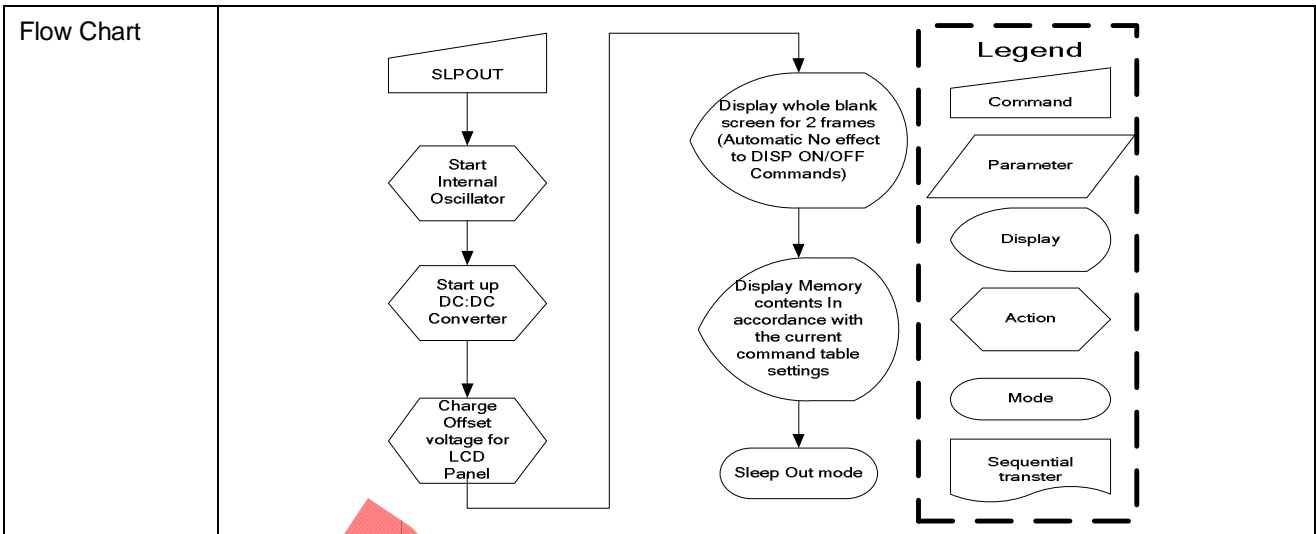 Flow Chart
SLPOUT
Start
Internal
Oscillator
Start up
DC:DC
Converter
Charge
Offset
voltage for
LCD
Panel
Display whole blank
screen for 2 frames
(Automatic No effect
to DISP ON/OFF
Commands)
Display Memory
contents In
accordance with
the current
command table
settings
Sleep Out mode
Legend
Command
Parameter
Display
Action
Mode
Sequential
transter